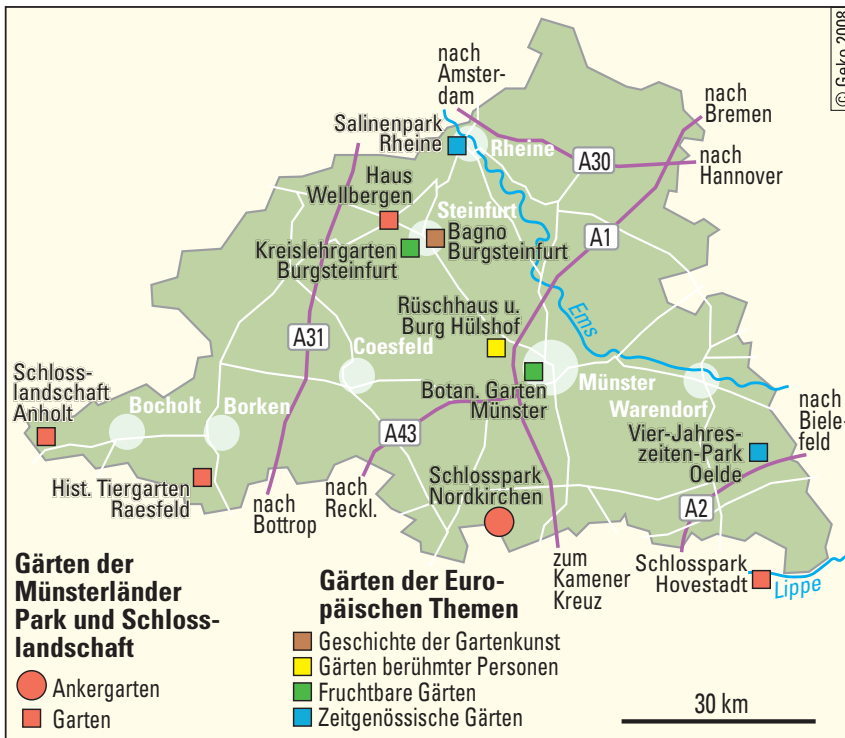 © Geko 2008
nach
Amster-
dam
nach
Bremen
Salinenpark
Rheine
Rheine
A30
nach
Hannover
Haus
Wellbergen
Steinfurt
Bagno
Burgsteinfurt
A1
Kreislehrgarten
Burgsteinfurt
Rüschhaus u.
Burg Hülshof
Ems
A31
Coesfeld
Schloss-
landschaft
Anholt
Botan. Garten
Münster
Münster
Warendorf
nach
Biele-
feld
Bocholt
Borken
A43
Vier-Jahres-
zeiten-Park
Oelde
Hist. Tiergarten
Raesfeld
nach
Bottrop
nach
Reckl.
Schlosspark
Nordkirchen
A2
zum
Kamener
Kreuz
Schlosspark
Hovestadt
Lippe
Gärten der
Münsterländer
Park und Schloss-
landschaft
Ankergarten
Garten
Gärten der Euro-
päischen Themen
Geschichte der Gartenkunst
Gärten berühmter Personen
Fruchtbare Gärten
Zeitgenössische Gärten
30 km